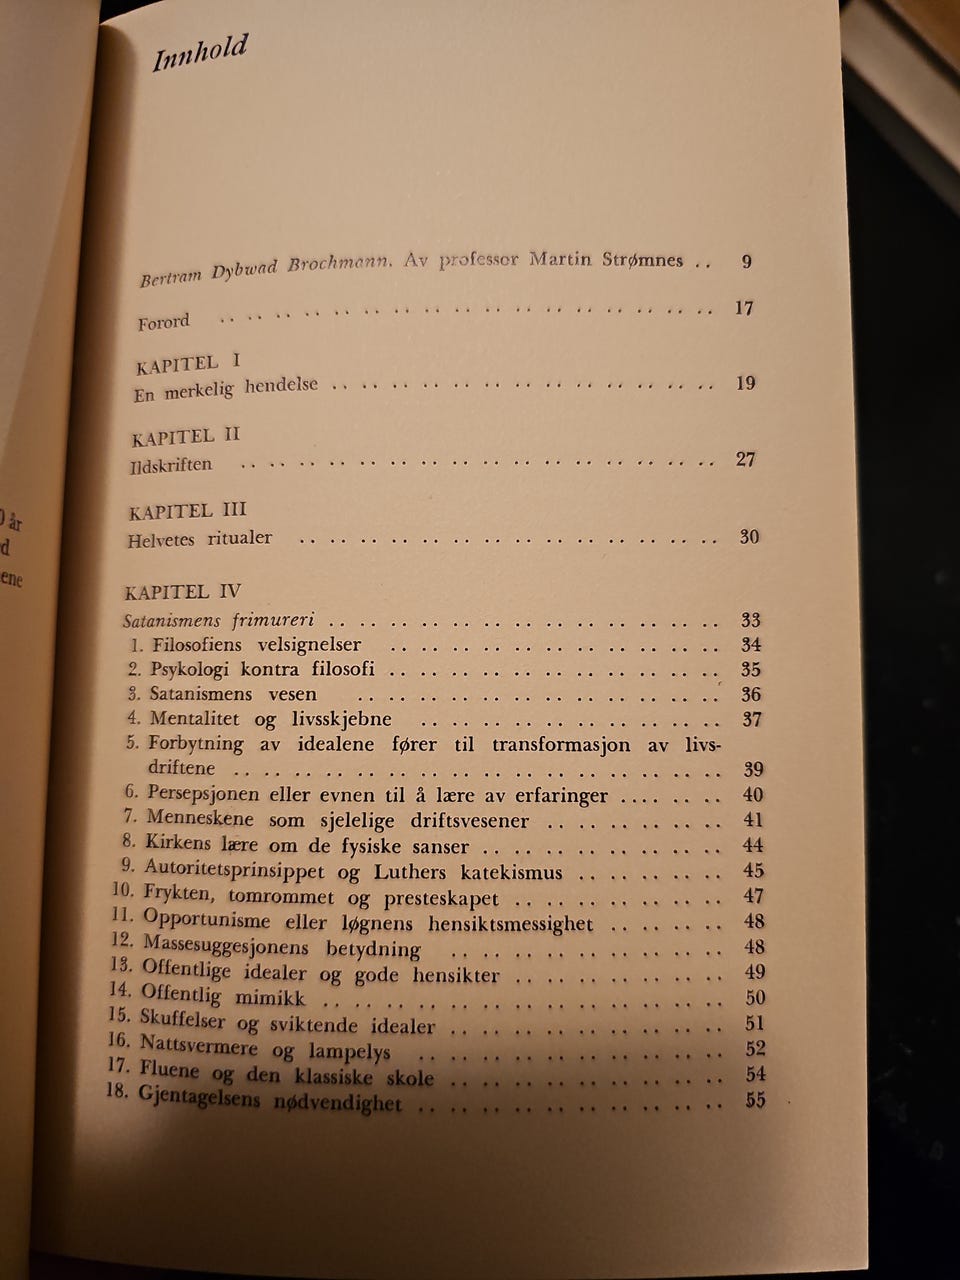 Innhold
Bertram Dybwad Brochmann. Av professor Martin Strømnes .. 9
Forord .. .. .. .. .. .. .. .. .. .. .. .. .. .. .. .. .. 17
KAPITEL I
En merkelig hendelse .. .. .. .. .. .. .. .. .. .. .. .. .. 19
KAPITEL II
Ildskriften .. .. .. .. .. .. .. .. .. .. .. .. .. .. .. .. 27
KAPITEL III
Helvetes ritualer .. .. .. .. .. .. .. .. .. .. .. .. .. .. 30
KAPITEL IV
Satanismens frimureri .. .. .. .. .. .. .. .. .. .. .. .. .. 33
1. Filosofiens velsignelser .. .. .. .. .. .. .. .. .. .. .. 34
2. Psykologi kontra filosofi .. .. .. .. .. .. .. .. .. .. .. 35
3. Satanismens vesen .. .. .. .. .. .. .. .. .. .. .. .. 36
4. Mentalitet og livsskjebne .. .. .. .. .. .. .. .. .. .. 37
5. Forbytning av idealene fører til transformasjon av livs-
driftene .. .. .. .. .. .. .. .. .. .. .. .. .. .. .. .. 39
6. Persepsjonen eller evnen til å lære av erfaringer .. .. .. .. 40
7. Menneskene som sjelelige driftsvesener .. .. .. .. .. .. 41
8. Kirkens lære om de fysiske sanser .. .. .. .. .. .. .. .. 44
9. Autoritetsprinsippet og Luthers katekismus .. .. .. .. .. 45
10. Frykten, tomrommet og presteskapet .. .. .. .. .. .. .. 47
11. Opportunisme eller løgnens hensiktsmessighet .. .. .. .. 48
12. Massesuggesjonens betydning .. .. .. .. .. .. .. .. .. 48
13. Offentlige idealer og gode hensikter .. .. .. .. .. .. .. 49
14. Offentlig mimikk .. .. .. .. .. .. .. .. .. .. .. .. .. 50
15. Skuffelser og sviktende idealer .. .. .. .. .. .. .. .. .. 51
16. Nattsvermere og lampelys .. .. .. .. .. .. .. .. .. .. 52
17. Fluene og den klassiske skole .. .. .. .. .. .. .. .. .. 54
18. Gjentagelsens nødvendighet .. .. .. .. .. .. .. .. .. .. 55